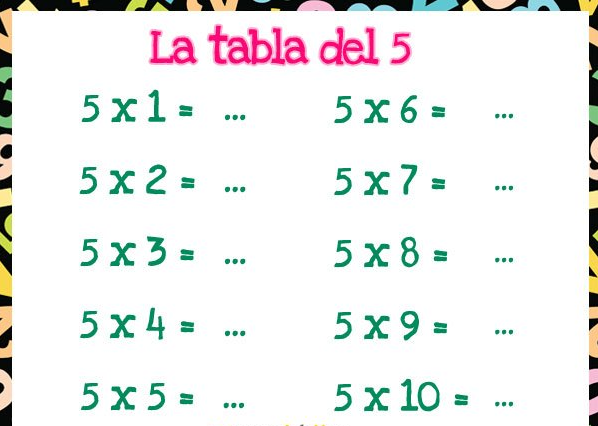 La tabla del 5
5 x 1 = ...
5 x 2 = ...
5 x 3 = ...
5 x 4 = ...
5 x 5 = ...
5 x 6 = ...
5 x 7 = ...
5 x 8 = ...
5 x 9 = ...
5 x 10 = ...